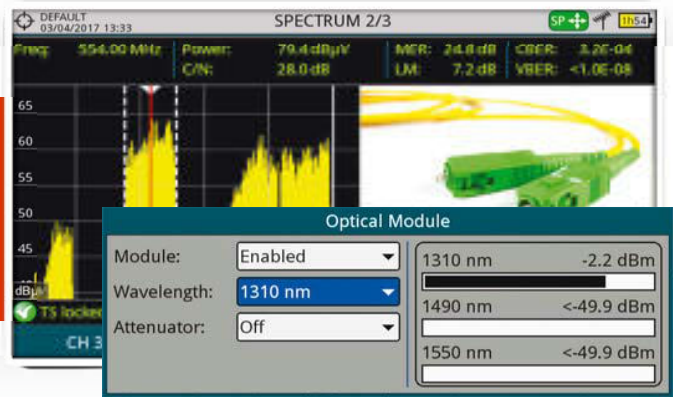 DEFAULT
03/04/2017 13:33
SPECTRUM 2/3
SP
1h54
Freq: 554.00 MHz Power: 79.4 dBµV MER: 24.8 dB CBER: 3.2E-04
C/N: 28.0 dB LM: 7.2 dB VBER: <1.0E-08
65
60
55
50
45
dBµV
TS locked
CH 3
Optical Module
Module: Enabled
Wavelength: 1310 nm
Attenuator: Off
1310 nm -2.2 dBm
1490 nm <-49.9 dBm
1550 nm <-49.9 dBm